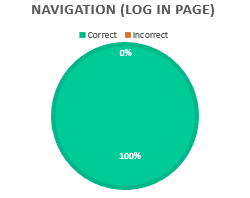 NAVIGATION (LOG IN PAGE)
Correct Incorrect
0%
100%